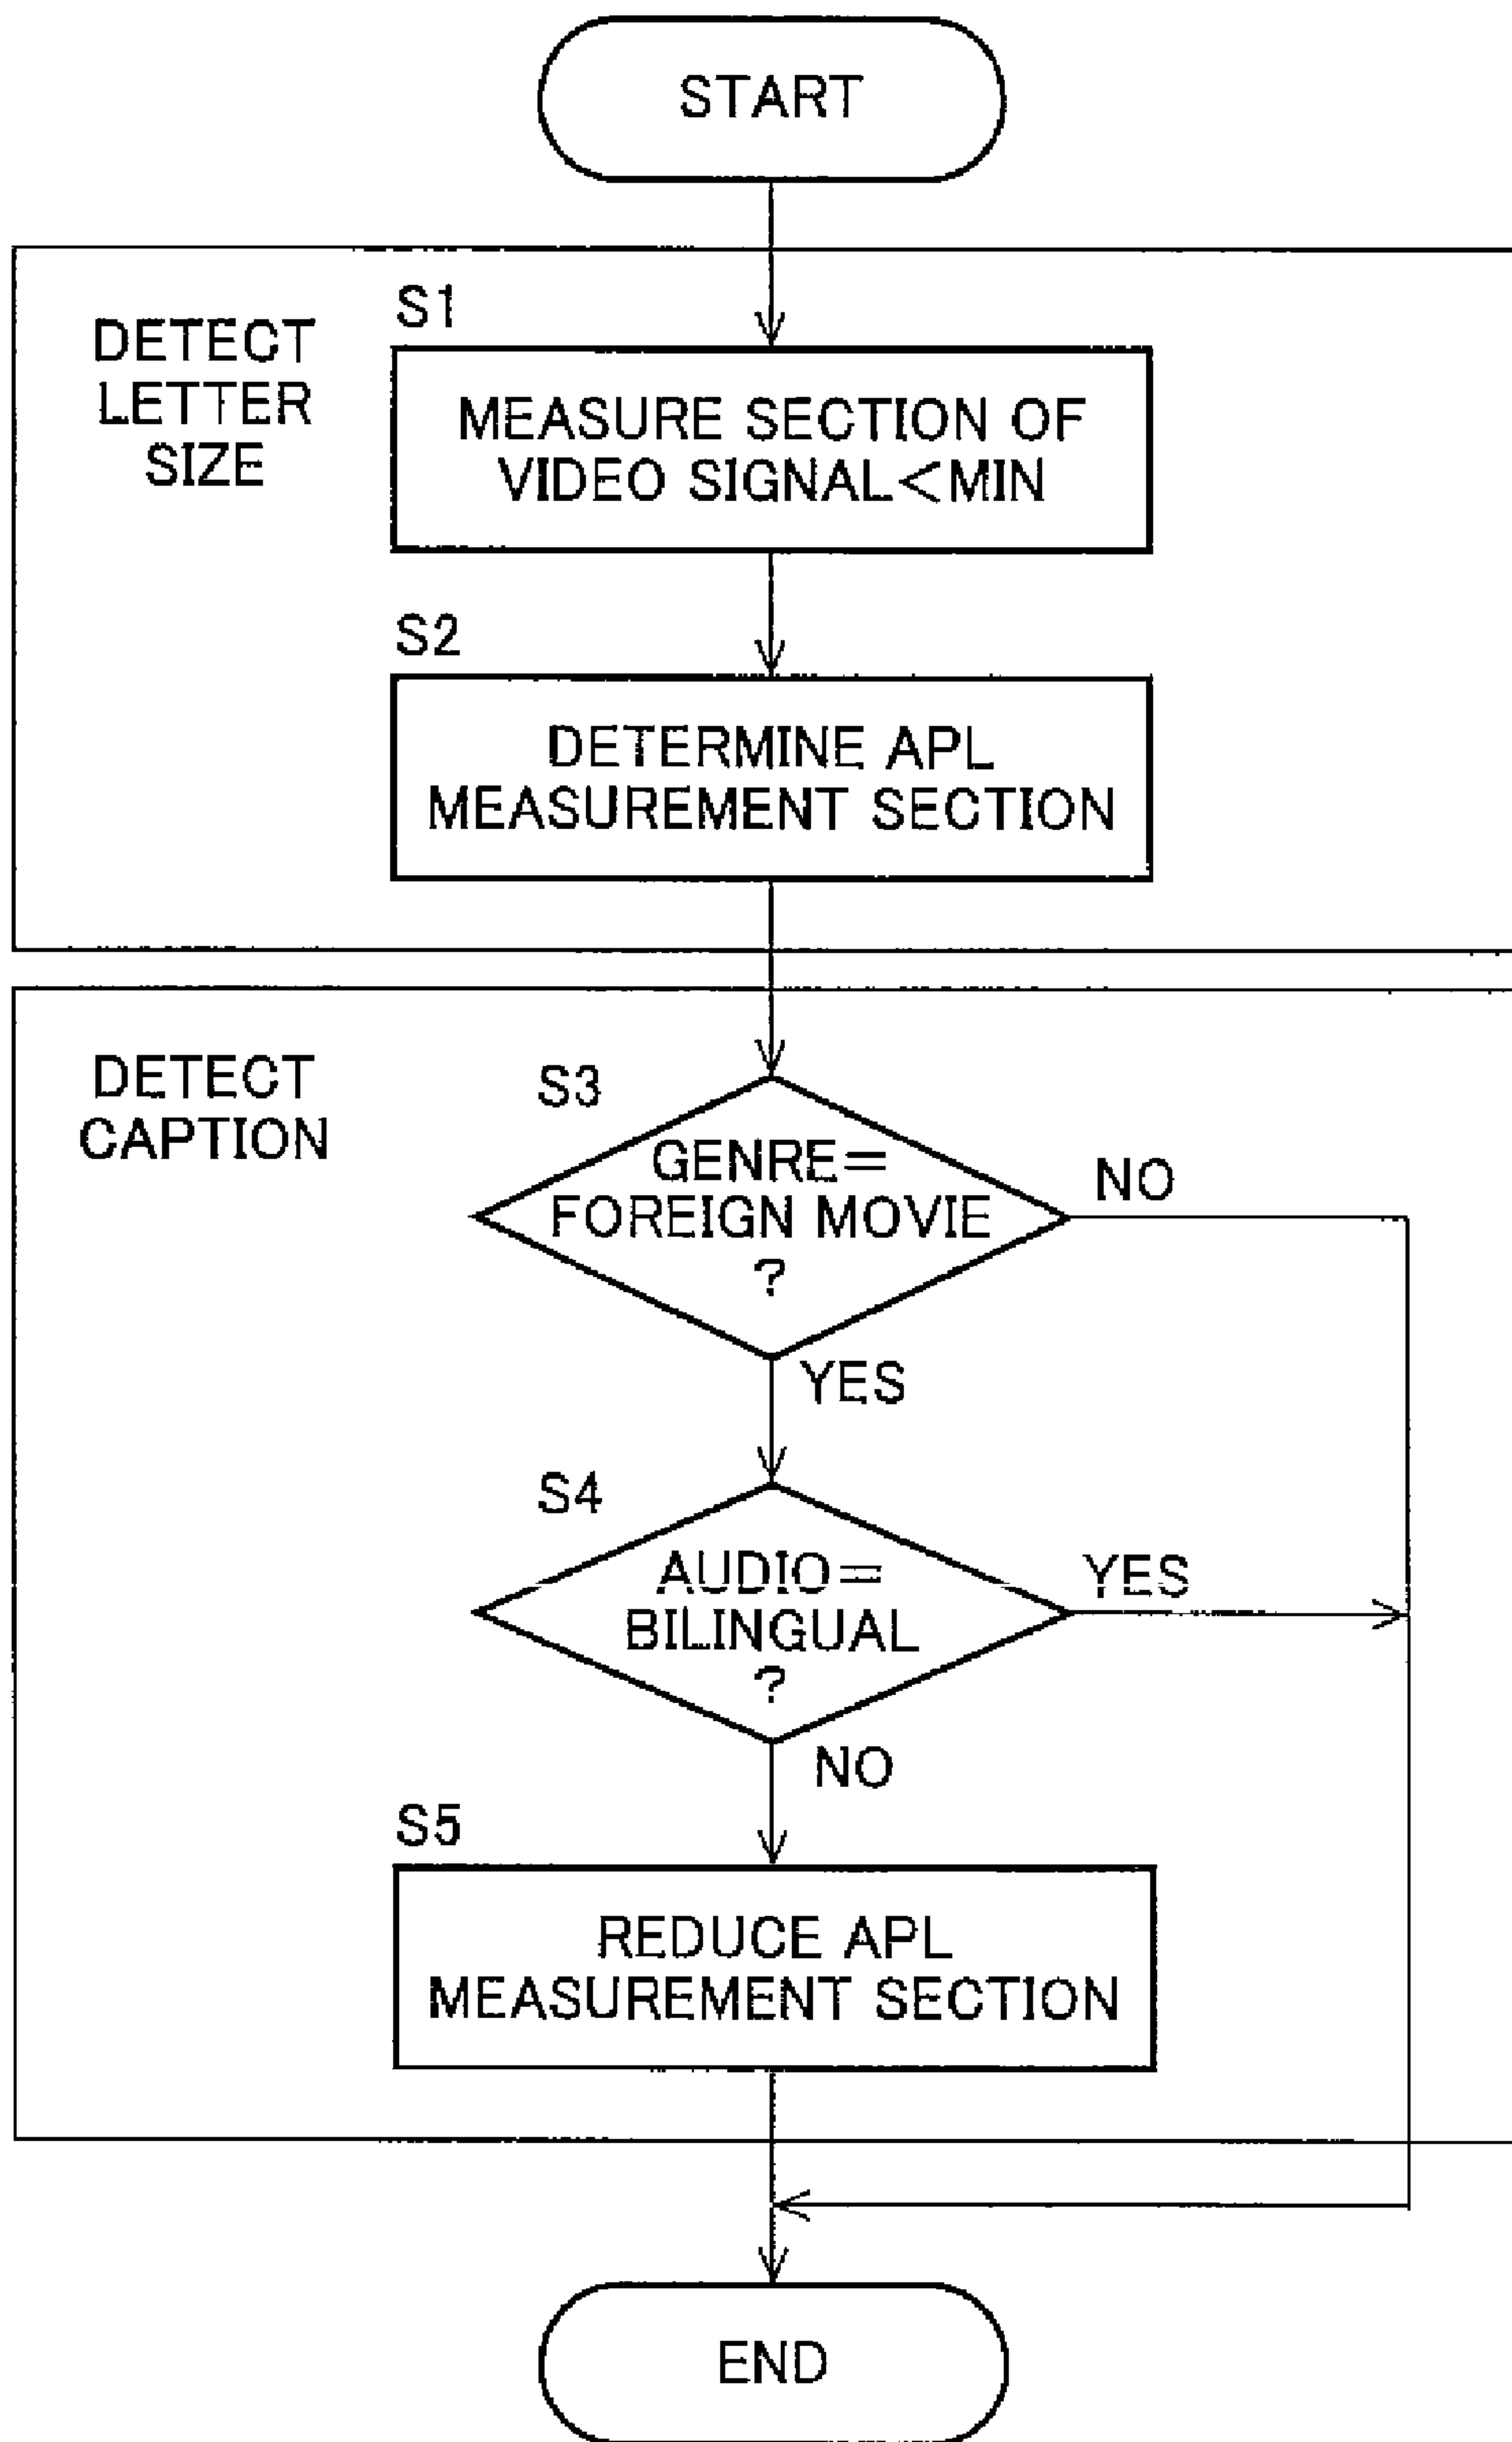 START
DETECT
LETTER
SIZE
S1
MEASURE SECTION OF
VIDEO SIGNAL<MIN
S2
DETERMINE APL
MEASUREMENT SECTION
DETECT
CAPTION
S3
GENRE=
FOREIGN MOVIE
?
NO
YES
S4
AUDIO=
BILINGUAL
?
YES
NO
S5
REDUCE APL
MEASUREMENT SECTION
END